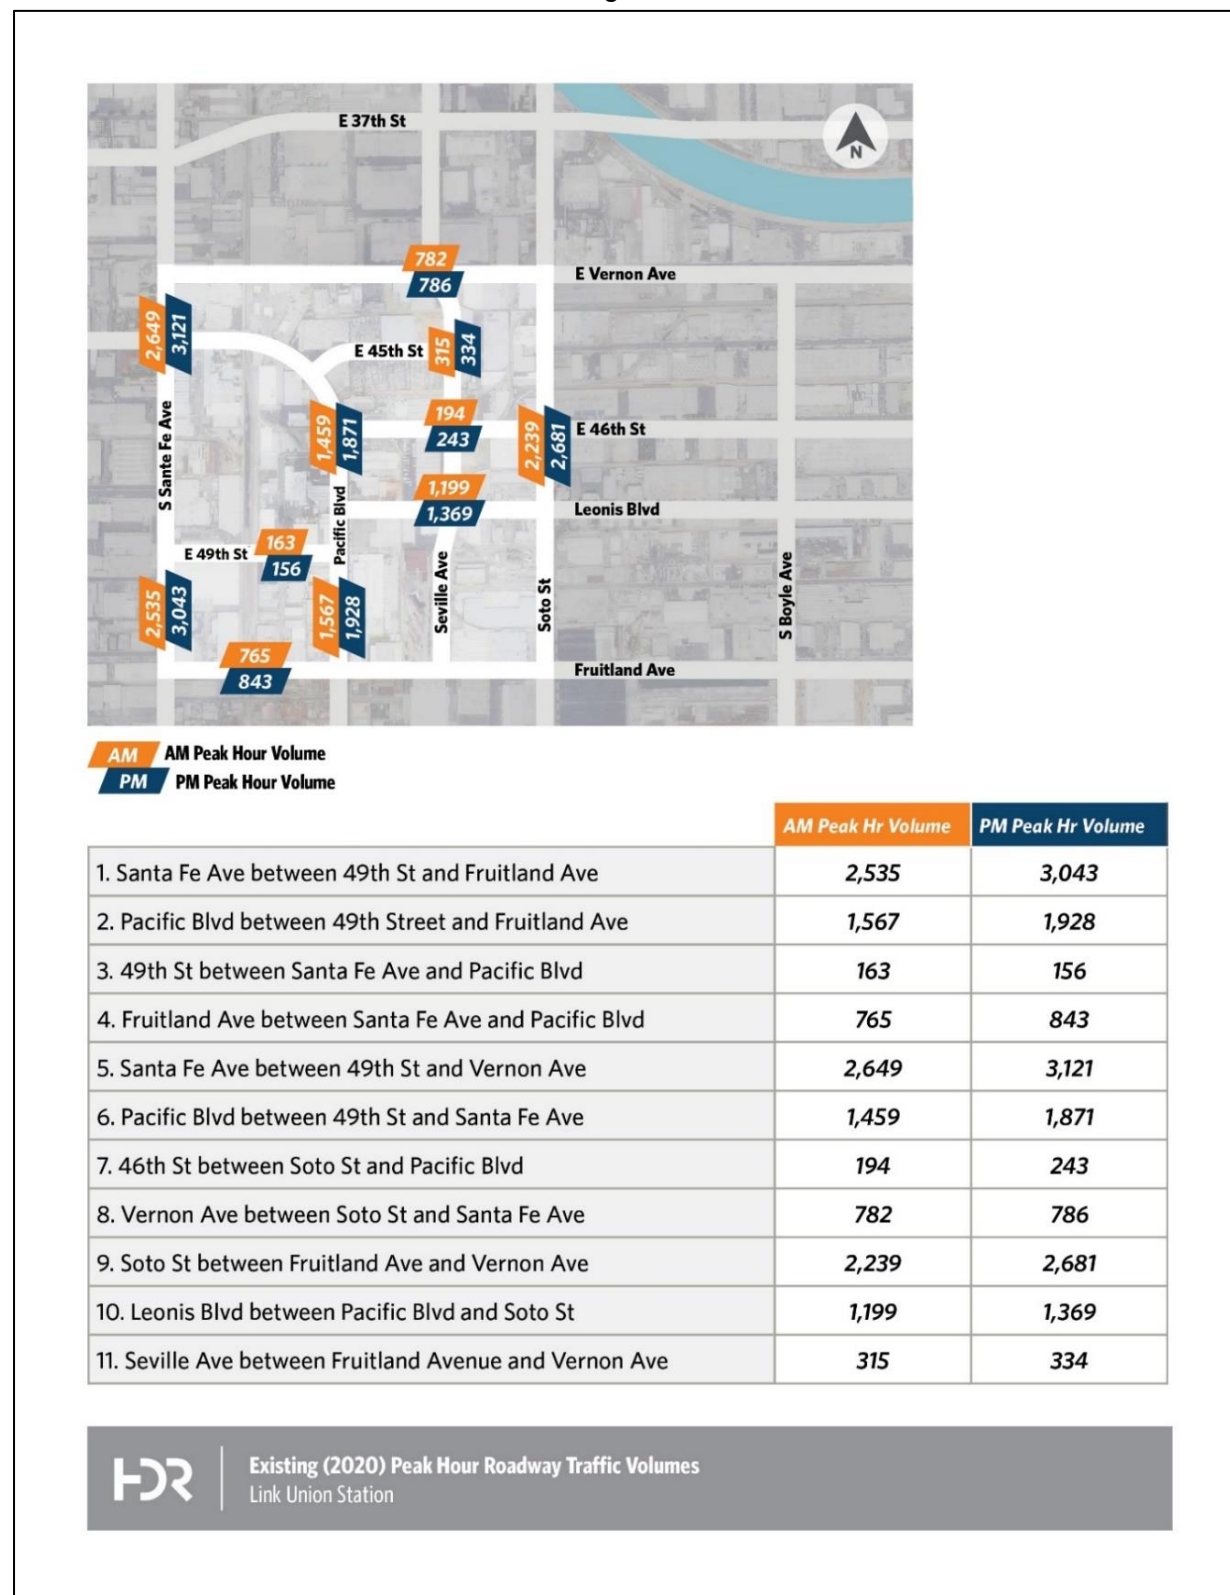 E 37th St
N
782
786
E Vernon Ave
2,649
3,121
E 45th St
315
334
194
243
E 46th St
1,459
1,871
2,239
2,681
S Sante Fe Ave
1,199
1,369
Leonis Blvd
Pacific Blvd
E 49th St
163
156
Seville Ave
Soto St
S Boyle Ave
2,535
3,043
1,567
1,928
765
843
Fruitland Ave
AM AM Peak Hour Volume
PM PM Peak Hour Volume
AM Peak Hr Volume PM Peak Hr Volume
1. Santa Fe Ave between 49th St and Fruitland Ave 2,535 3,043
2. Pacific Blvd between 49th Street and Fruitland Ave 1,567 1,928
3. 49th St between Santa Fe Ave and Pacific Blvd 163 156
4. Fruitland Ave between Santa Fe Ave and Pacific Blvd 765 843
5. Santa Fe Ave between 49th St and Vernon Ave 2,649 3,121
6. Pacific Blvd between 49th St and Santa Fe Ave 1,459 1,871
7. 46th St between Soto St and Pacific Blvd 194 243
8. Vernon Ave between Soto St and Santa Fe Ave 782 786
9. Soto St between Fruitland Ave and Vernon Ave 2,239 2,681
10. Leonis Blvd between Pacific Blvd and Soto St 1,199 1,369
11. Seville Ave between Fruitland Avenue and Vernon Ave 315 334
HDR
Existing (2020) Peak Hour Roadway Traffic Volumes
Link Union Station